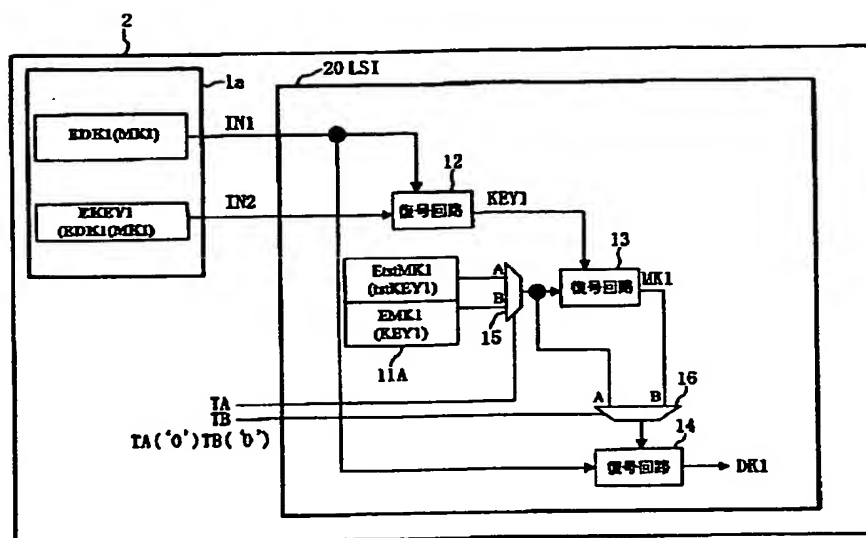 2
1a
20 LSI
EDK1(MK1)
IN1
12
EKEY1
(EDK1(MK1)
IN2
復号回路
KEY1
13
EtstMK1
(tstKEY1)
A
復号回路
MK1
EMK1
(KEY1)
B
15
11A
A
B
16
TA
TB
TA('0')TB('0')
14
復号回路
DK1